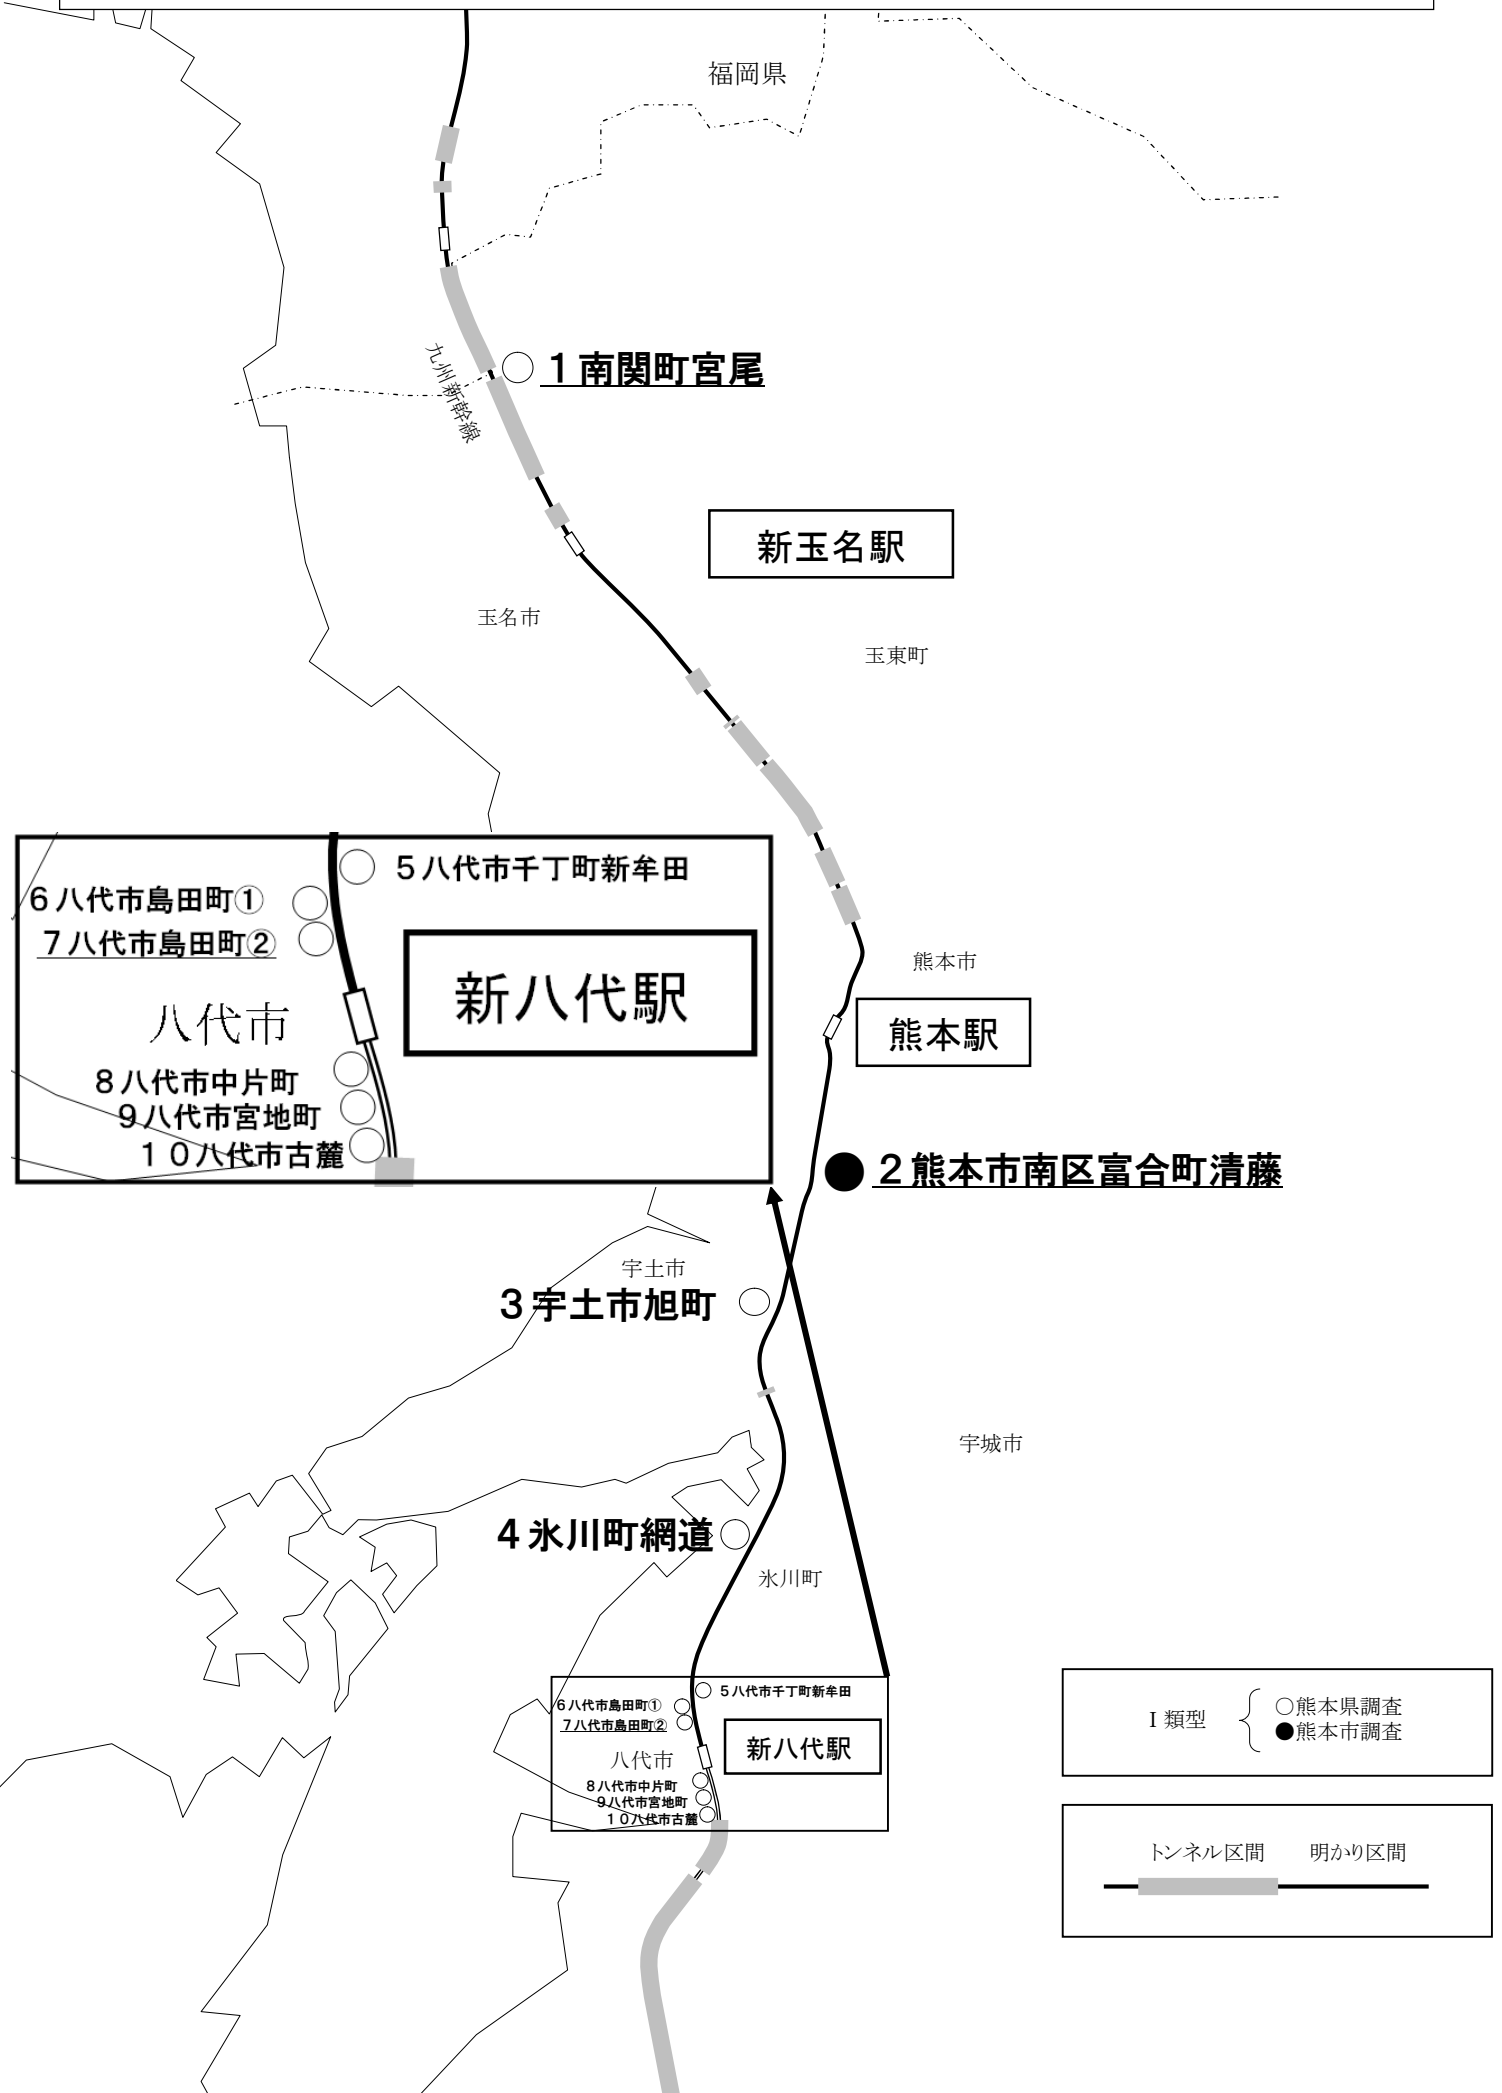 福岡県
１南関町宮尾
九州新幹線
新玉名駅
玉名市
玉東町
５八代市千丁町新牟田
６八代市島田町①
７八代市島田町②
新八代駅
八代市
８八代市中片町
９八代市宮地町
１０八代市古麓
熊本市
熊本駅
２熊本市南区富合町清藤
宇土市
３宇土市旭町
宇城市
４氷川町網道
氷川町
５八代市千丁町新牟田
６八代市島田町①
７八代市島田町②
新八代駅
八代市
８八代市中片町
９八代市宮地町
１０八代市古麓
Ⅰ類型
○熊本県調査
●熊本市調査
トンネル区間 明かり区間